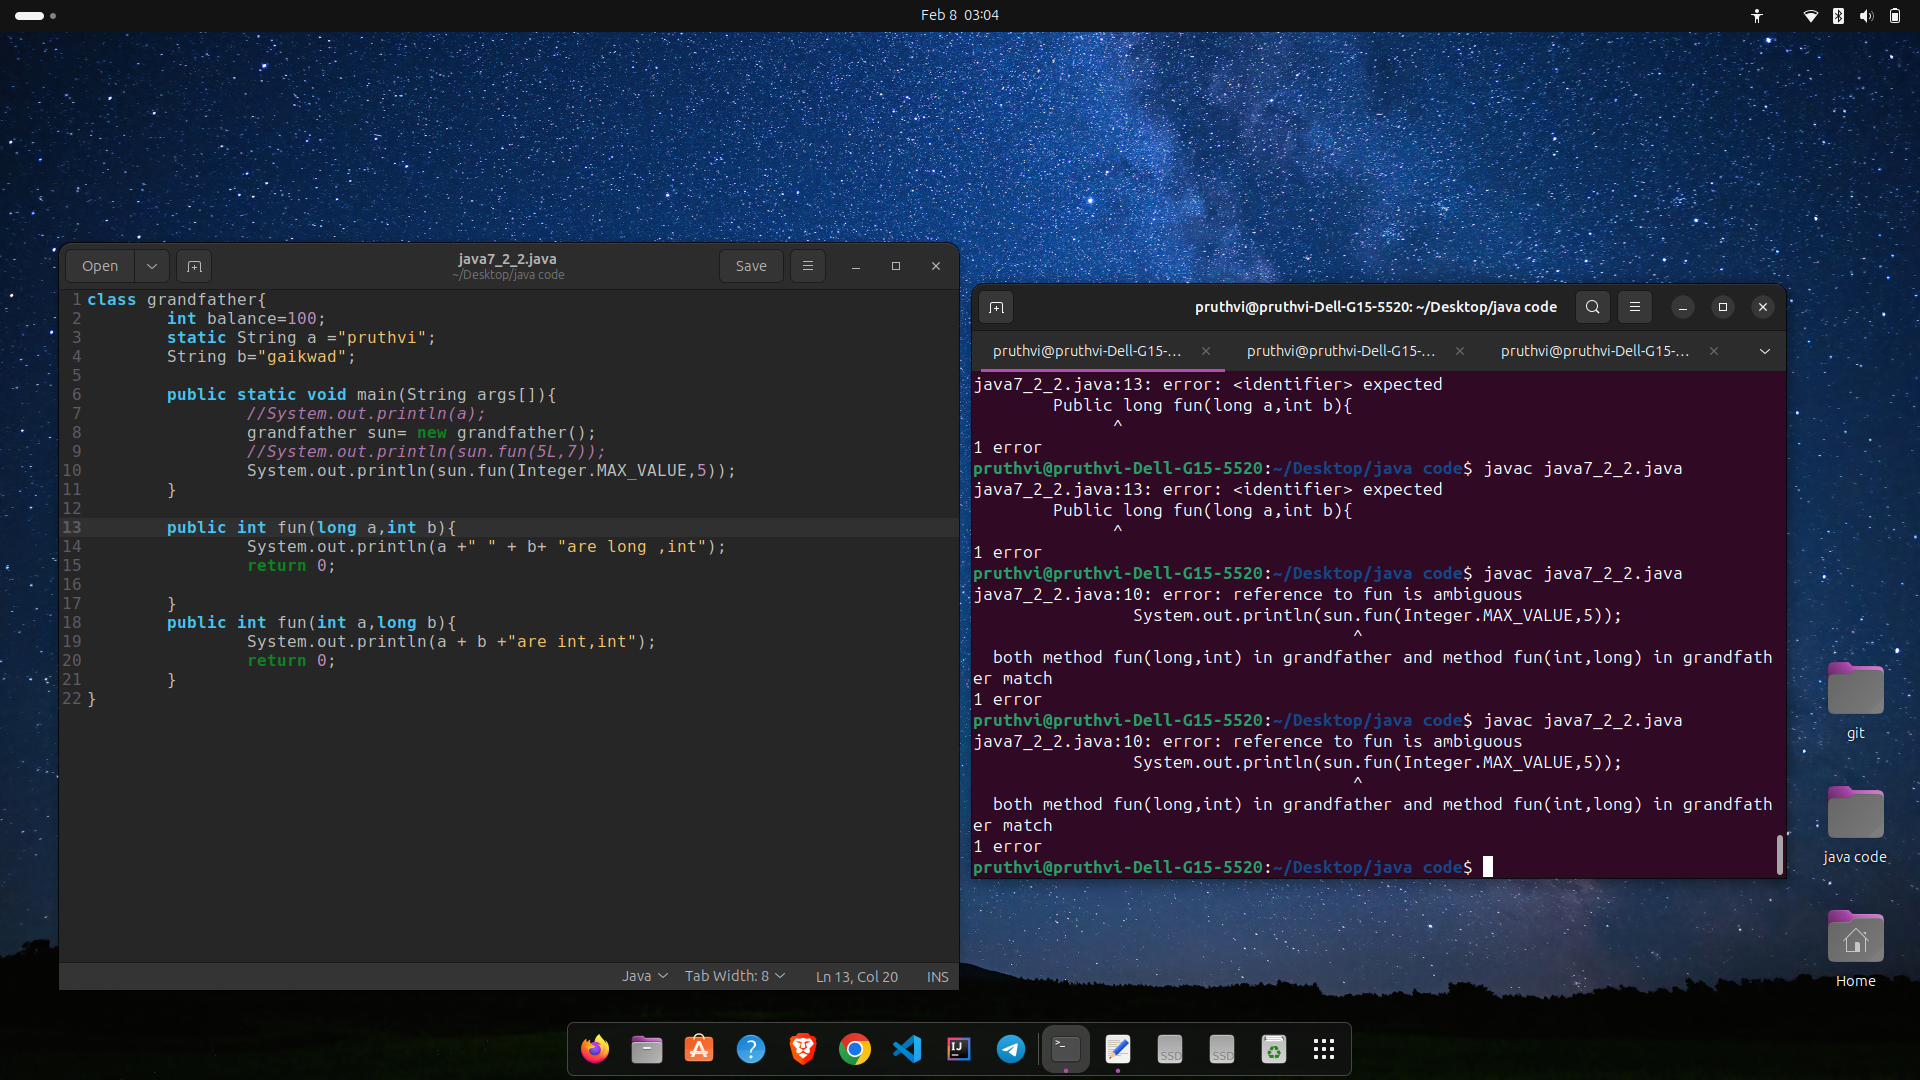 Feb 8 03:04
Open
java7_2_2.java
~/Desktop/java code
Save
1 class grandfather{
2 int balance=100;
3 static String a ="pruthvi";
4 String b="gaikwad";
5
6 public static void main(String args[]){
7 //System.out.println(a);
8 grandfather sun= new grandfather();
9 //System.out.println(sun.fun(5L,7));
10 System.out.println(sun.fun(Integer.MAX_VALUE,5));
11 }
12
13 public int fun(long a,int b){
14 System.out.println(a +" " + b+ "are long ,int");
15 return 0;
16
17 }
18 public int fun(int a,long b){
19 System.out.println(a + b +"are int,int");
20 return 0;
21 }
22 }
Java Tab Width: 8 Ln 13, Col 20 INS
pruthvi@pruthvi-Dell-G15-5520: ~/Desktop/java code
pruthvi@pruthvi-Dell-G15-... pruthvi@pruthvi-Dell-G15-... pruthvi@pruthvi-Dell-G15-...
java7_2_2.java:13: error: <identifier> expected
Public long fun(long a,int b){
^
1 error
pruthvi@pruthvi-Dell-G15-5520:~/Desktop/java code$ javac java7_2_2.java
java7_2_2.java:13: error: <identifier> expected
Public long fun(long a,int b){
^
1 error
pruthvi@pruthvi-Dell-G15-5520:~/Desktop/java code$ javac java7_2_2.java
java7_2_2.java:10: error: reference to fun is ambiguous
System.out.println(sun.fun(Integer.MAX_VALUE,5));
^
both method fun(long,int) in grandfather and method fun(int,long) in grandfath
er match
1 error
pruthvi@pruthvi-Dell-G15-5520:~/Desktop/java code$ javac java7_2_2.java
java7_2_2.java:10: error: reference to fun is ambiguous
System.out.println(sun.fun(Integer.MAX_VALUE,5));
^
both method fun(long,int) in grandfather and method fun(int,long) in grandfath
er match
1 error
pruthvi@pruthvi-Dell-G15-5520:~/Desktop/java code$
git
java code
Home
IJ
SSD
SSD